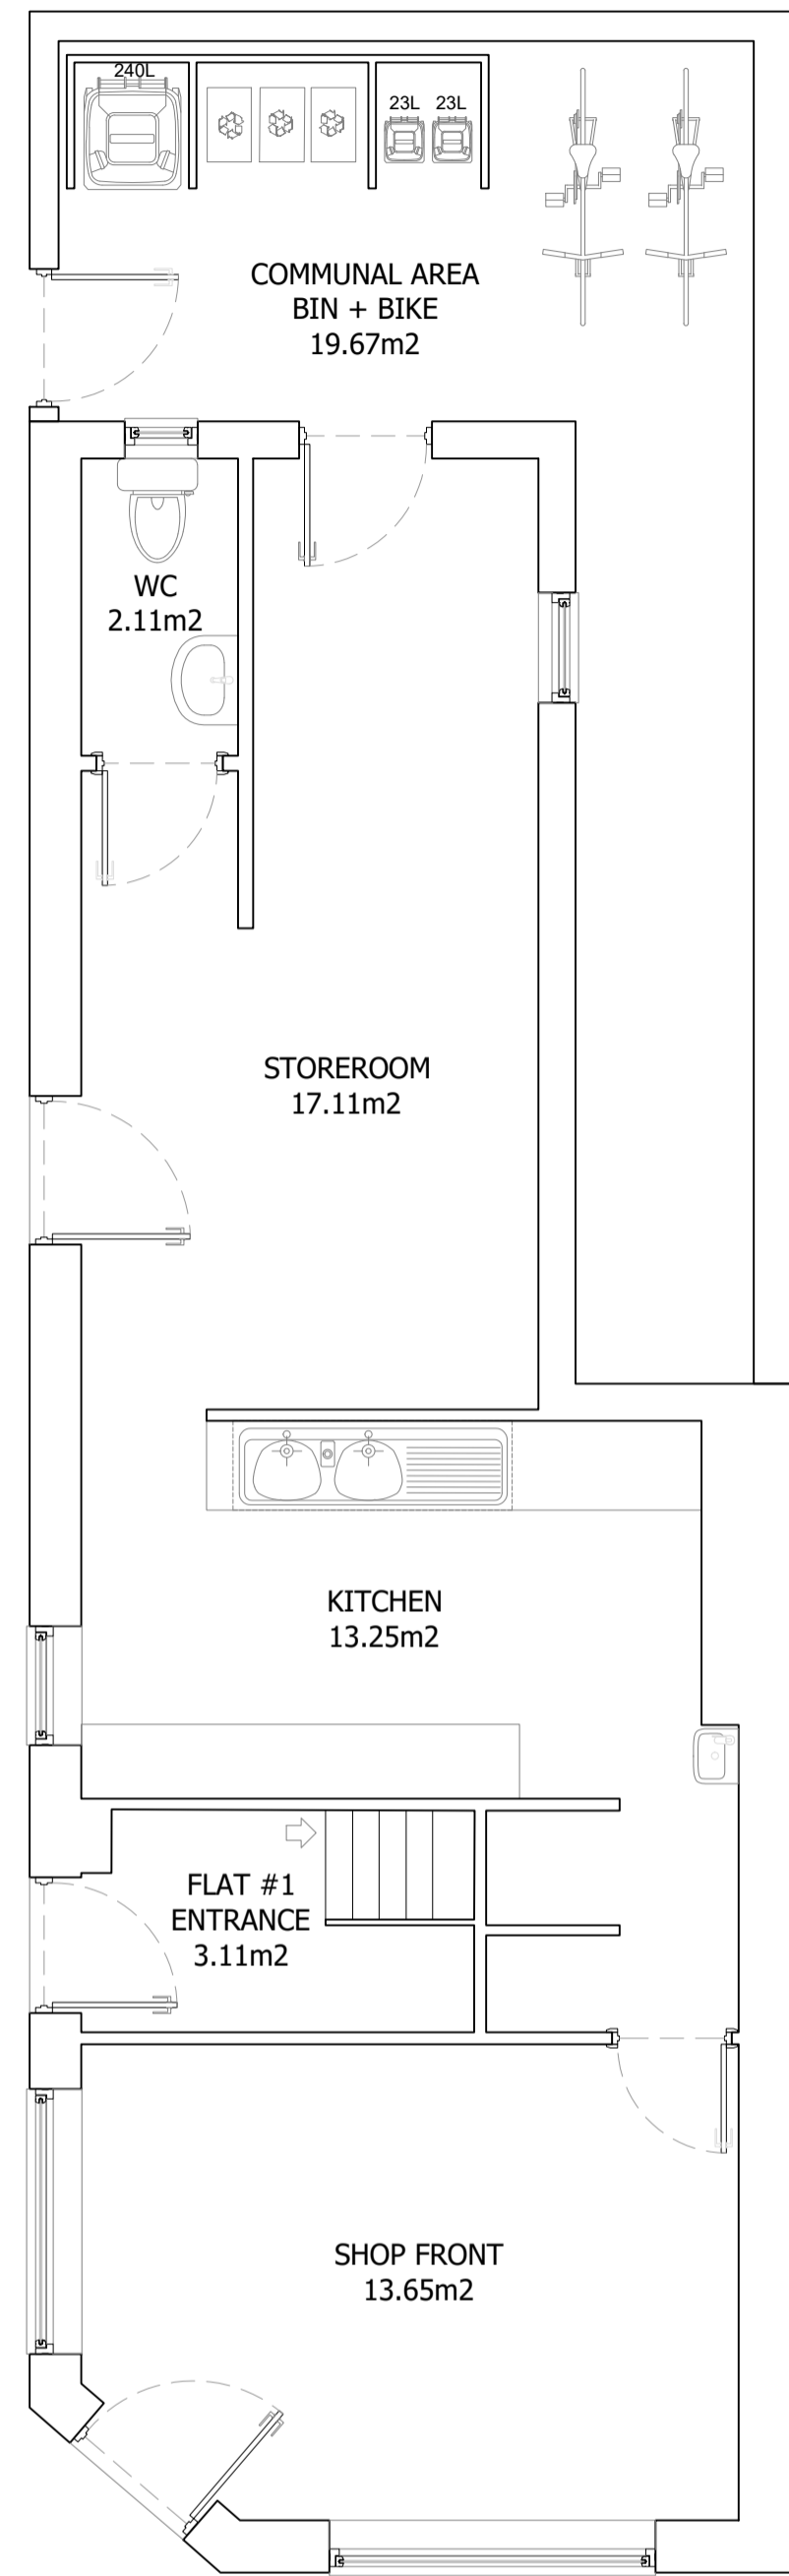 240L
23L 23L
COMMUNAL AREA
BIN + BIKE
19.67m2
WC
2.11m2
STOREROOM
17.11m2
KITCHEN
13.25m2
FLAT #1
ENTRANCE
3.11m2
SHOP FRONT
13.65m2